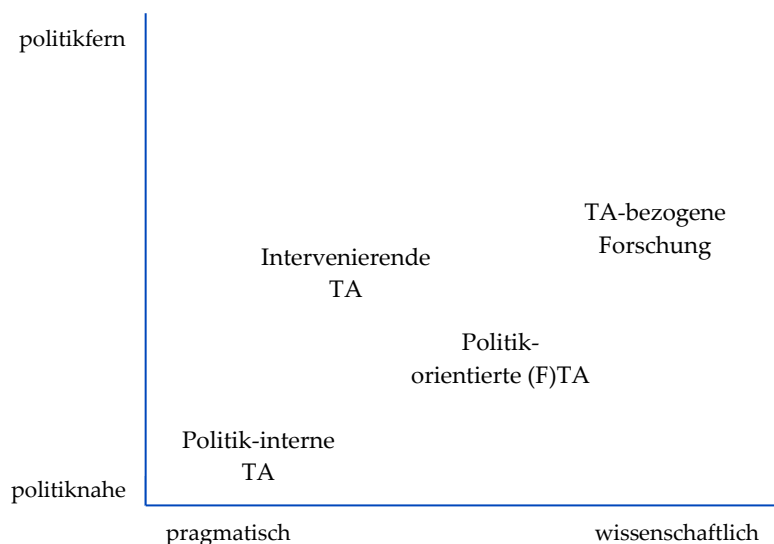 politikfern
TA-bezogene
Forschung
Intervenierende
TA
Politik-
orientierte (F)TA
Politik-interne
TA
politiknahe
pragmatisch
wissenschaftlich